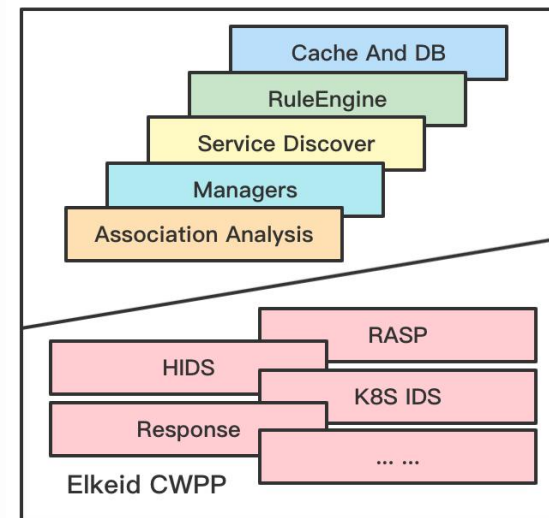 Cache And DB
RuleEngine
Service Discover
Managers
Association Analysis
RASP
HIDS
K8S IDS
Response
... ...
Elkeid CWPP